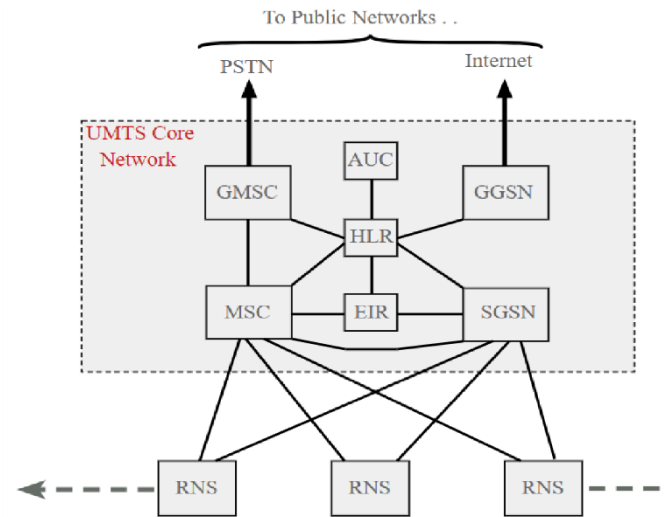 To Public Networks . .
PSTN
Internet
UMTS Core
Network
AUC
GMSC
GGSN
HLR
MSC
EIR
SGSN
RNS
RNS
RNS